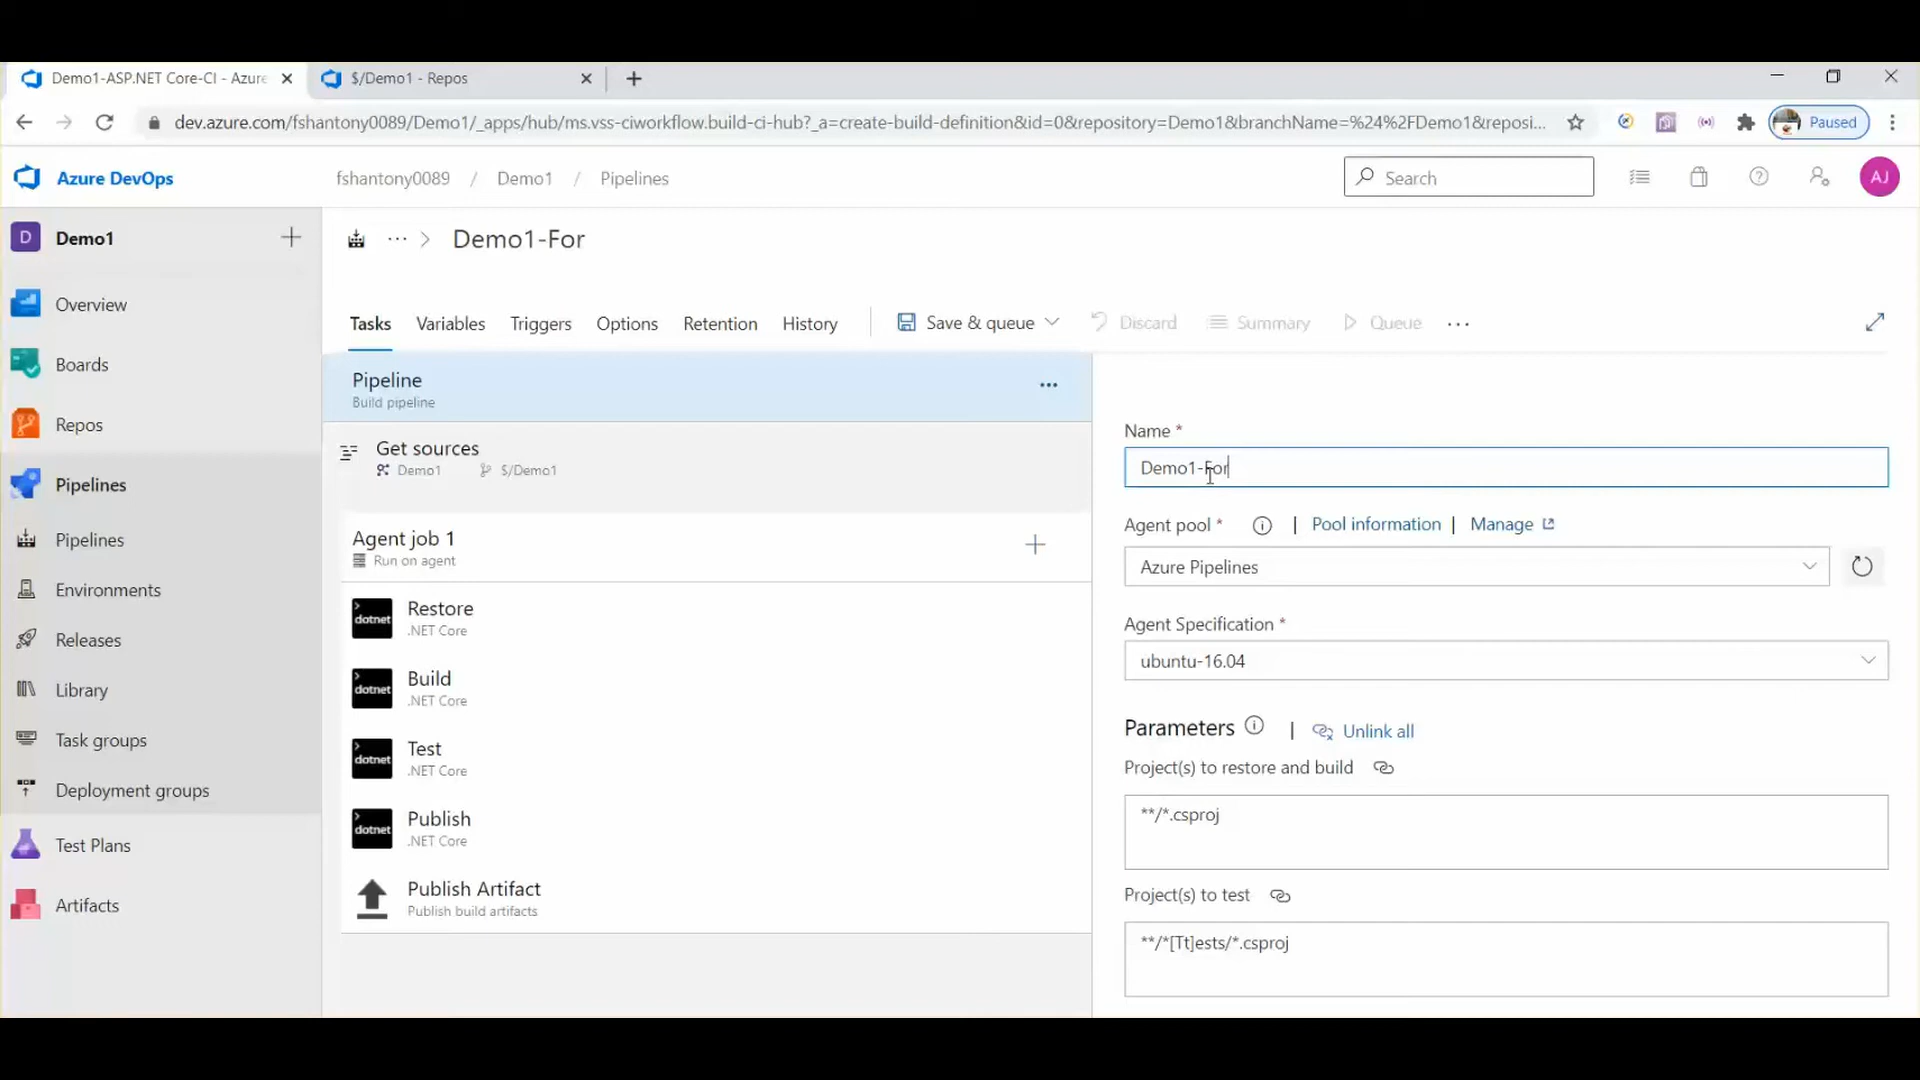 Demo1-ASP.NET Core-CI - Azure
$/Demo1 - Repos
dev.azure.com/fshantony0089/Demo1/_apps/hub/ms.vss-ciworkflow.build-ci-hub?_a=create-build-definition&id=0&repository=Demo1&branchName=%24%2FDemo1&reposi...
Paused
Azure DevOps
fshantony0089 / Demo1 / Pipelines
Search
AJ
D Demo1
Overview
Boards
Repos
Pipelines
Pipelines
Environments
Releases
Library
Task groups
Deployment groups
Test Plans
Artifacts
... > Demo1-For
Tasks Variables Triggers Options Retention History Save & queue Discard Summary Queue ...
Pipeline
Build pipeline
Get sources
Demo1 $/Demo1
Agent job 1
Run on agent
dotnet Restore
.NET Core
dotnet Build
.NET Core
dotnet Test
.NET Core
dotnet Publish
.NET Core
Publish Artifact
Publish build artifacts
Name *
Demo1-For
Agent pool * | Pool information | Manage
Azure Pipelines
Agent Specification *
ubuntu-16.04
Parameters | Unlink all
Project(s) to restore and build
**/*.csproj
Project(s) to test
**/*[Tt]ests/*.csproj